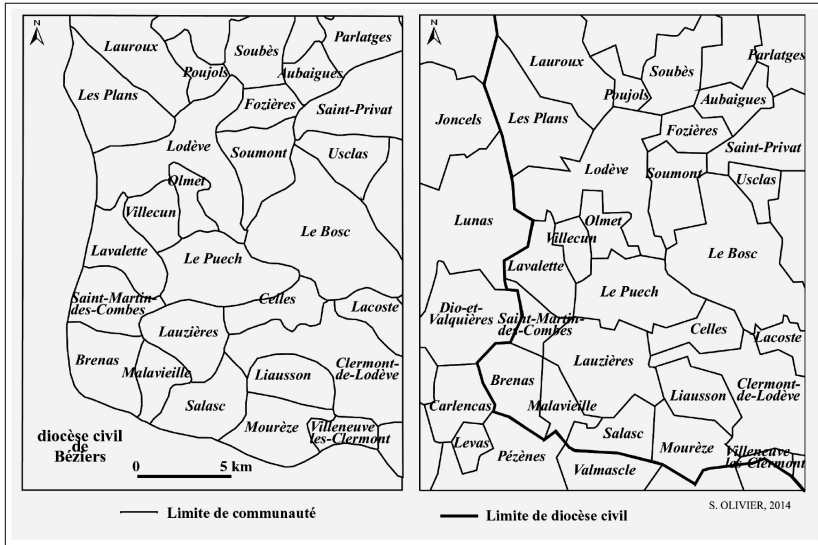 N
Lauroux
Soubès
Parlatges
Poujols
Aubaigues
Les Plans
Fozières
Saint-Privat
Lodève
Soumont
Usclas
Olmet
Villecun
Le Bosc
Lavalette
Le Puech
Saint-Martin-
des-Combes
Celles
Lacoste
Lauzières
Brenas
Malavieille
Liausson
Clermont-
de-Lodève
Salasc
Mourèze
Villeneuve
les-Clermont
diocèse civil
de
Béziers
0 5 km
N
Lauroux
Soubès
Parlatges
Poujols
Aubaigues
Joncels
Les Plans
Fozières
Saint-Privat
Lodève
Soumont
Usclas
Lunas
Olmet
Villecun
Le Bosc
Lavalette
Le Puech
Dio-et-
Valquières
Saint-Martin-
des-Combes
Celles
Lacoste
Lauzières
Brenas
Liausson
Clermont-
de-Lodève
Carlencas
Malavieille
Salasc
Levas
Mourèze
Pézènes
Villeneuve
les-Clermont
Valmascle
S. OLIVIER, 2014
Limite de communauté
Limite de diocèse civil